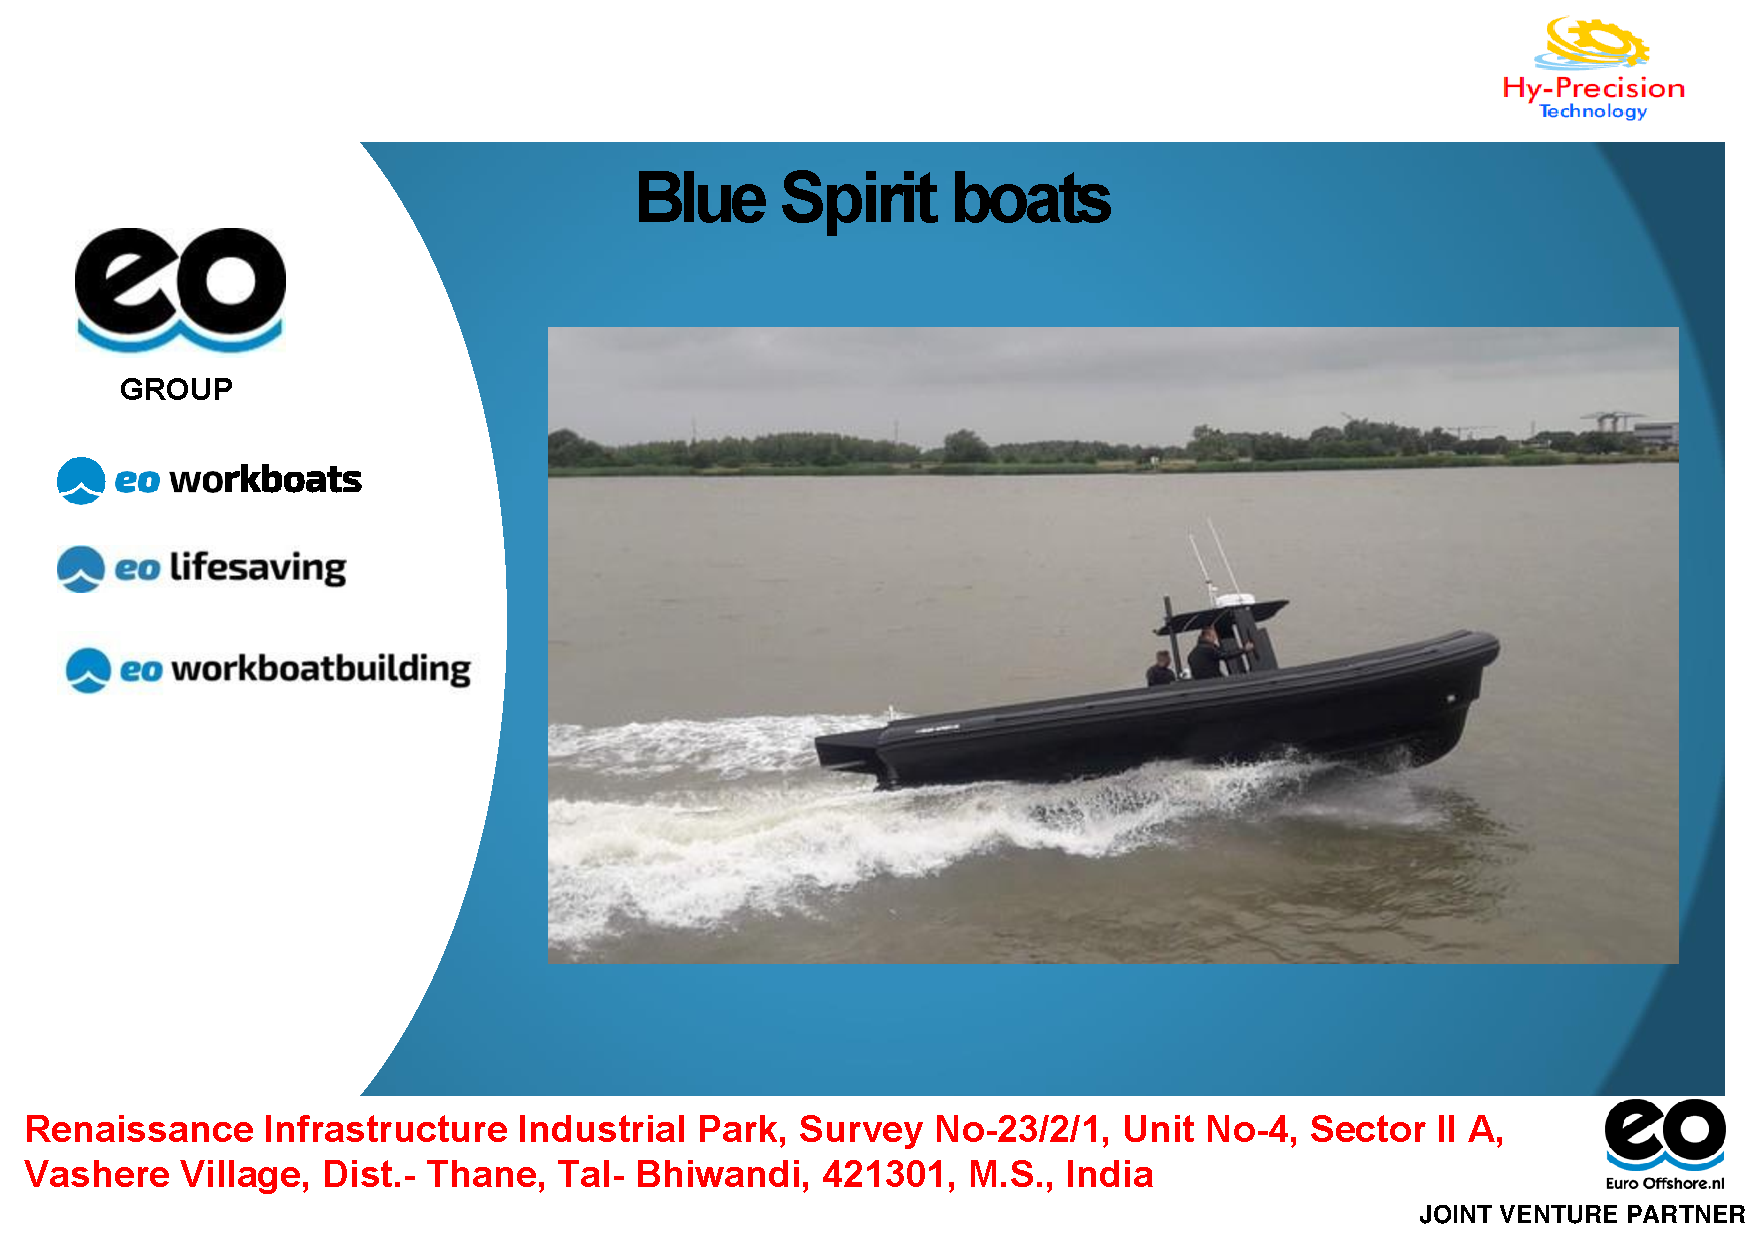 Hy-Precision
Technology
Blue Spirit boats
eo
GROUP
eo workboats
eo lifesaving
eo workboatbuilding
Renaissance Infrastructure Industrial Park, Survey No-23/2/1, Unit No-4, Sector II A,
Vashere Village, Dist.- Thane, Tal- Bhiwandi, 421301, M.S., India
eo
Euro Offshore.nl
JOINT VENTURE PARTNER